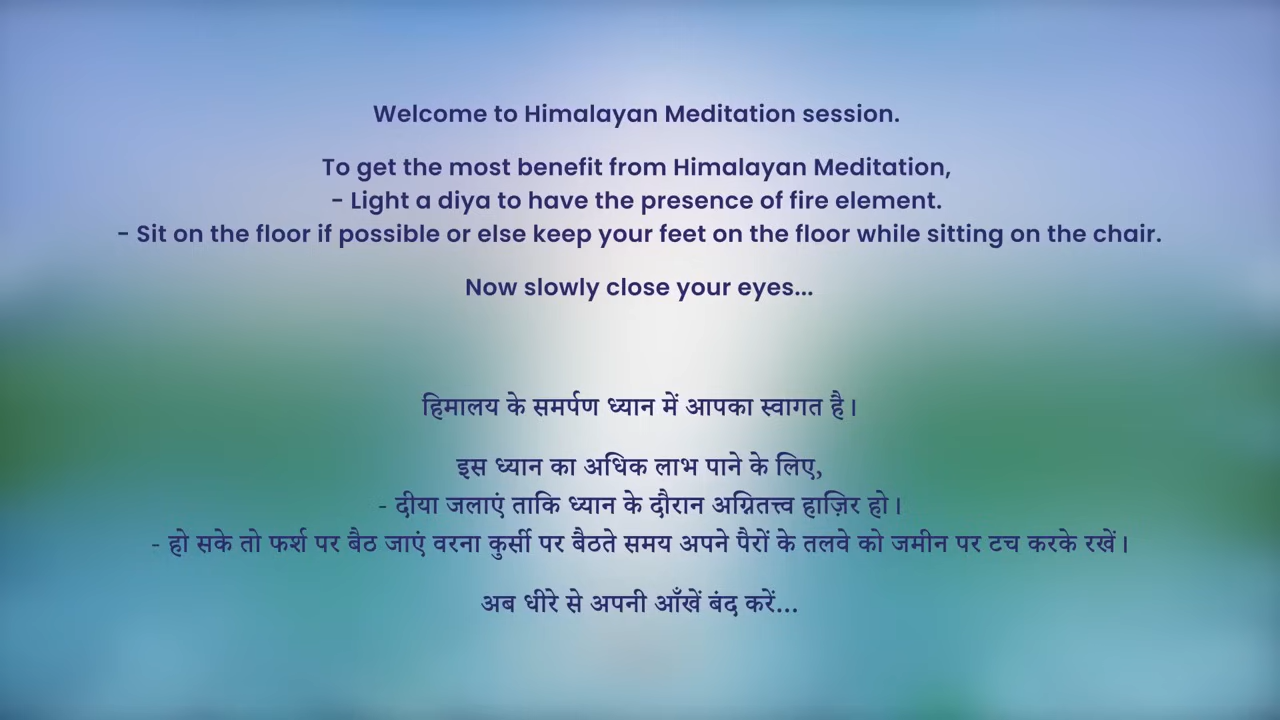 Welcome to Himalayan Meditation session.
To get the most benefit from Himalayan Meditation,
- Light a diya to have the presence of fire element.
- Sit on the floor if possible or else keep your feet on the floor while sitting on the chair.
Now slowly close your eyes...
हिमालय के समर्पण ध्यान में आपका स्वागत है।
इस ध्यान का अधिक लाभ पाने के लिए,
- दीया जलाएं ताकि ध्यान के दौरान अग्नितत्त्व हाज़िर हो।
- हो सके तो फर्श पर बैठ जाएं वरना कुर्सी पर बैठते समय अपने पैरों के तलवे को जमीन पर टच करके रखें।
अब धीरे से अपनी आँखें बंद करें...